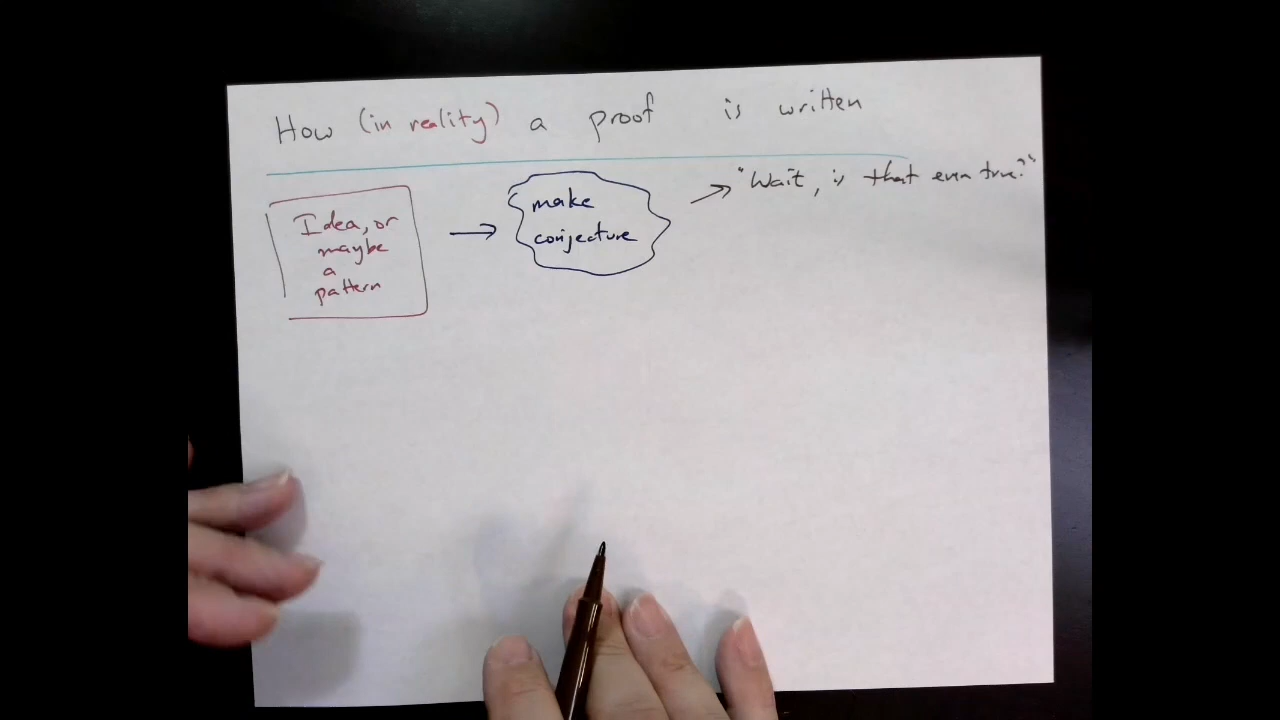 How (in reality) a proof is written
Idea, or
maybe
a
pattern
make
conjecture
"Wait, is that even true?"